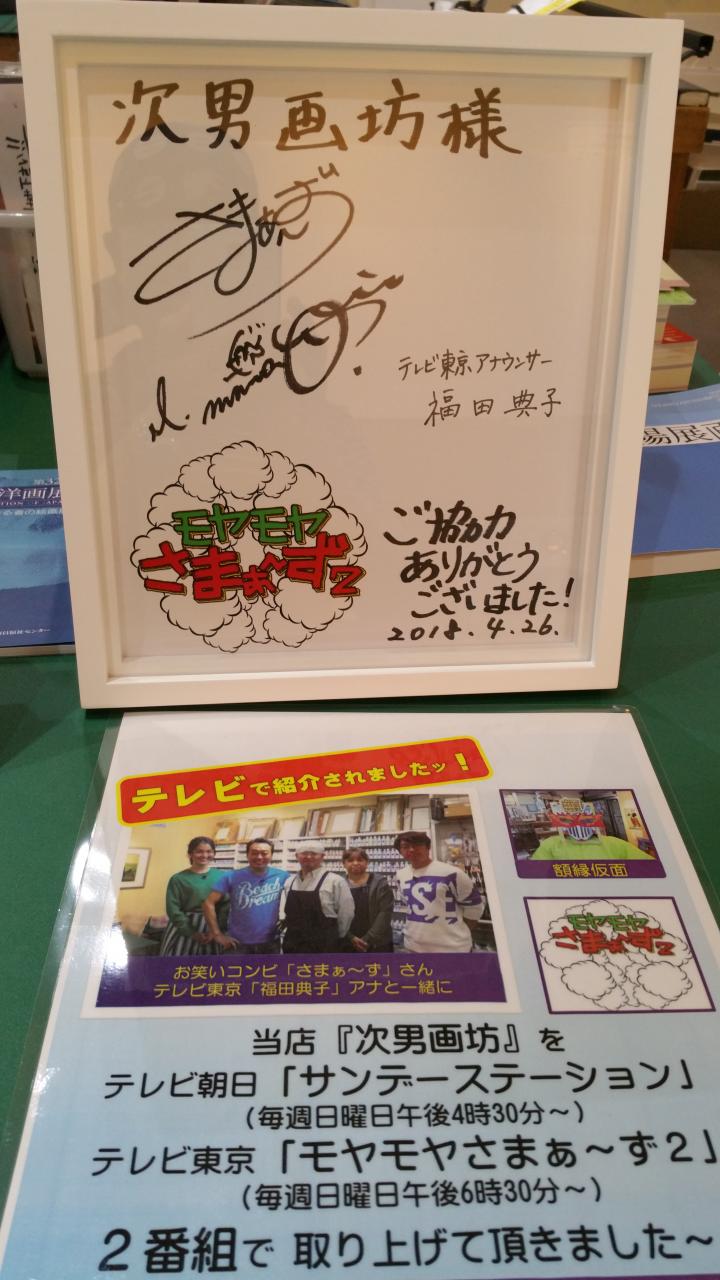 次男画坊様
さまぁ~ず
テレビ東京アナウンサー
福田典子
モヤモヤ
さまぁ~ず2
ご協力
ありがとう
ございました!
2018.4.26.
洋画展
陽展画
テレビで紹介されましたッ!
お笑いコンビ「さまぁ~ず」さん
テレビ東京「福田典子」アナと一緒に
Beach
Dream
額縁仮面
モヤモヤ
さまぁ~ず2
当店『次男画坊』を
テレビ朝日「サンデーステーション」
(毎週日曜日午後4時30分~)
テレビ東京「モヤモヤさまぁ~ず2」
(毎週日曜日午後6時30分~)
2番組で 取り上げて頂きました~